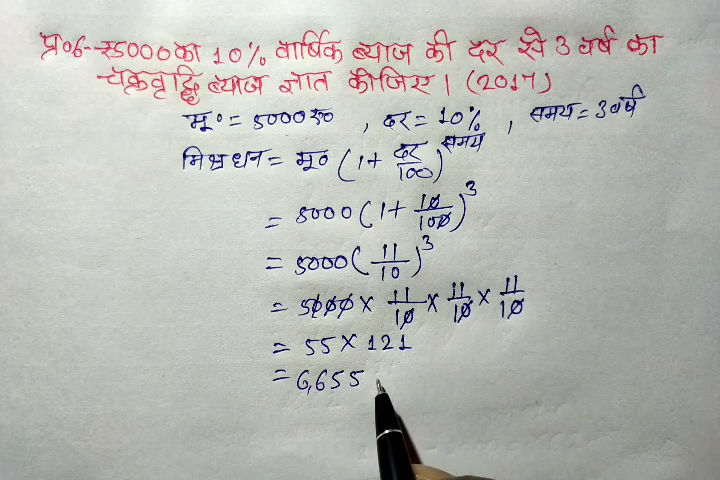 प्र०6- ₹5000 का 10% वार्षिक ब्याज की दर से 3 वर्ष का
चक्रवृद्धि ब्याज ज्ञात कीजिए। (2017)
मू० = 5000 रु० , दर = 10% , समय = 3 वर्ष
मिश्रधन = मू० (1 + दर/100)^समय
= 5000 (1 + 10/100)^3
= 5000 (11/10)^3
= 5000 × 11/10 × 11/10 × 11/10
= 55 × 121
= 6,655